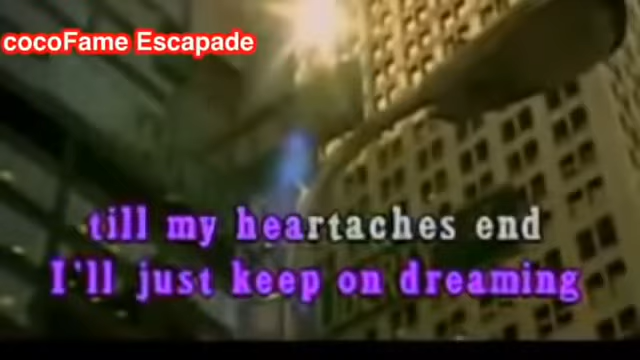 cocoFame Escapade
till my heartaches end
I'll just keep on dreaming